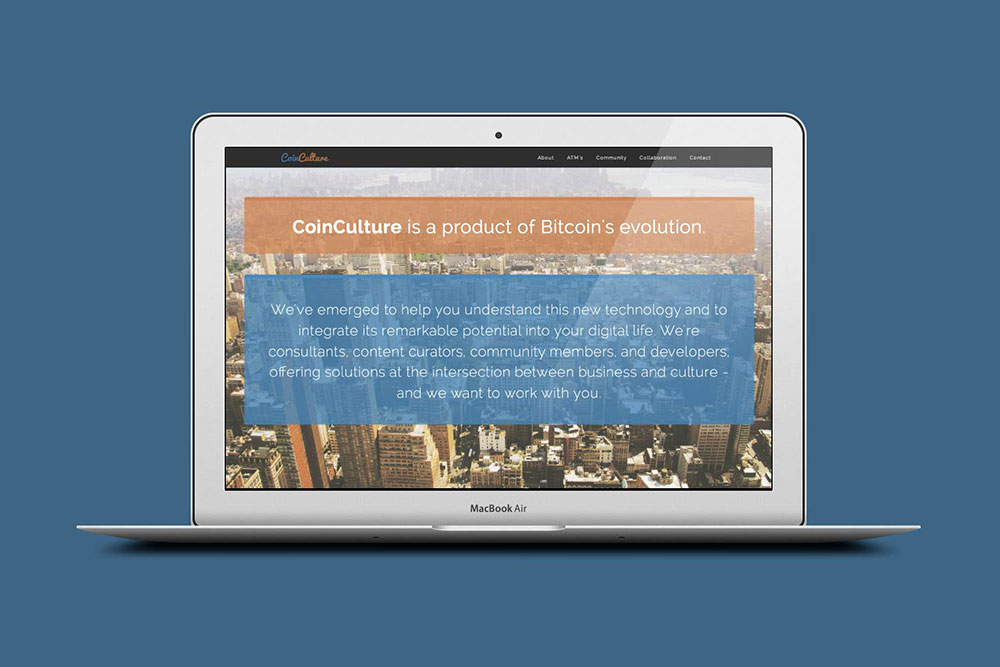 CoinCulture
About ATM's Community Collaboration Contact
CoinCulture is a product of Bitcoin's evolution.
We've emerged to help you understand this new technology and to
integrate its remarkable potential into your digital life. We're
consultants, content curators, community members, and developers,
offering solutions at the intersection between business and culture -
and we want to work with you.
MacBook Air